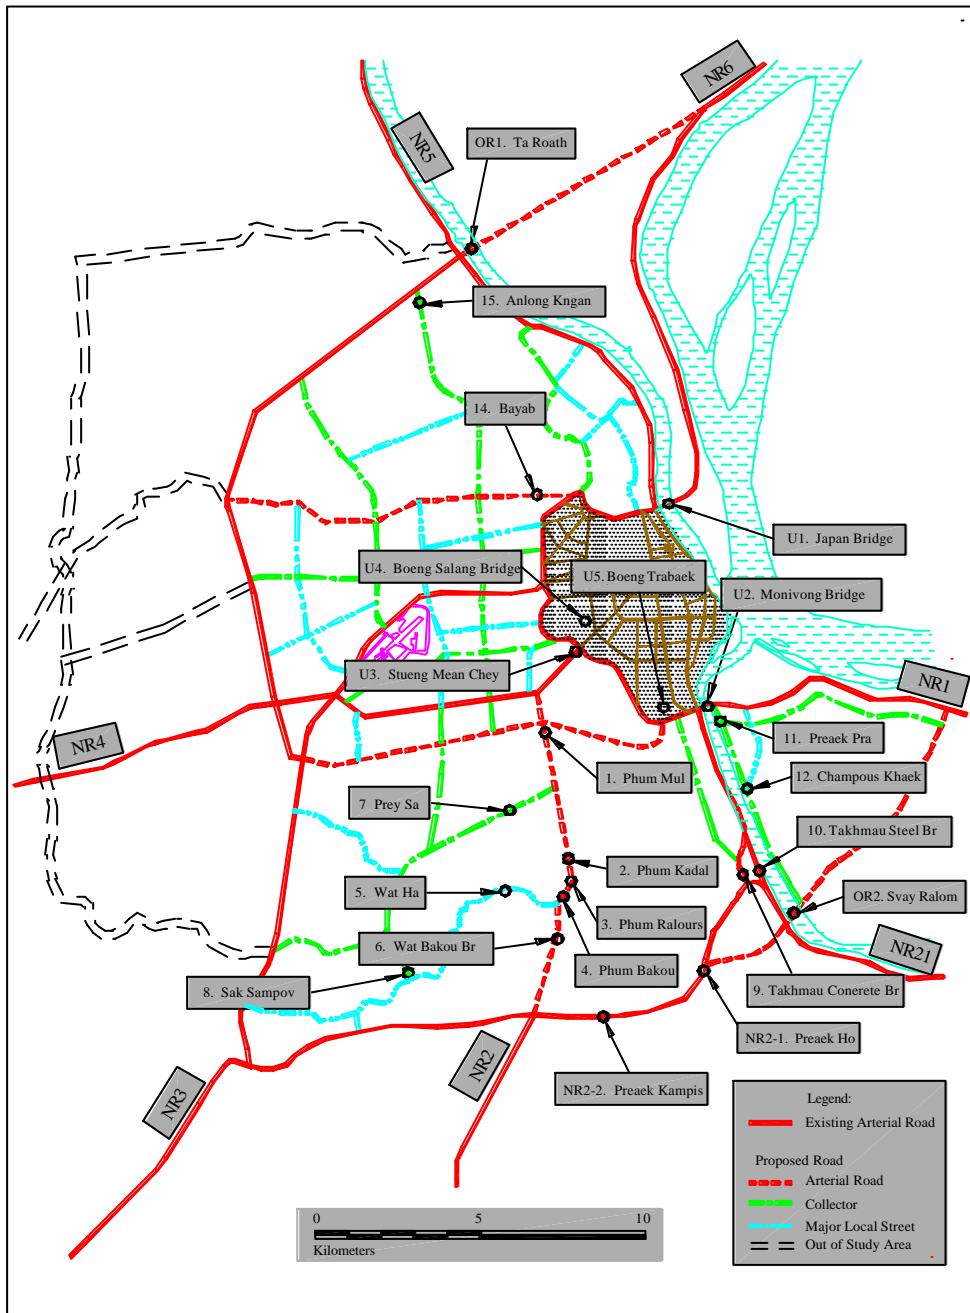 NR6
NR5
OR1. Ta Roath
15. Anlong Kngan
14. Bayab
U1. Japan Bridge
U4. Boeng Salang Bridge
U5. Boeng Trabaek
U2. Monivong Bridge
U3. Stueng Mean Chey
NR1
NR4
11. Preaek Pra
1. Phum Mul
12. Champous Khaek
7 Prey Sa
10. Takhmau Steel Br
2. Phum Kadal
5. Wat Ha
OR2. Svay Ralom
3. Phum Ralours
6. Wat Bakou Br
4. Phum Bakou
NR21
8. Sak Sampov
9. Takhmau Conerete Br
NR2-1. Preaek Ho
NR2
NR3
NR2-2. Preaek Kampis
Legend:
Existing Arterial Road
Proposed Road
Arterial Road
Collector
Major Local Street
Out of Study Area
0 5 10
Kilometers